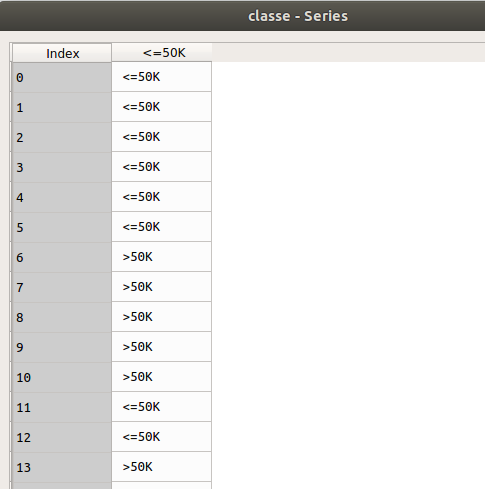 classe - Series
Index <=50K
0 <=50K
1 <=50K
2 <=50K
3 <=50K
4 <=50K
5 <=50K
6 >50K
7 >50K
8 >50K
9 >50K
10 >50K
11 <=50K
12 <=50K
13 >50K